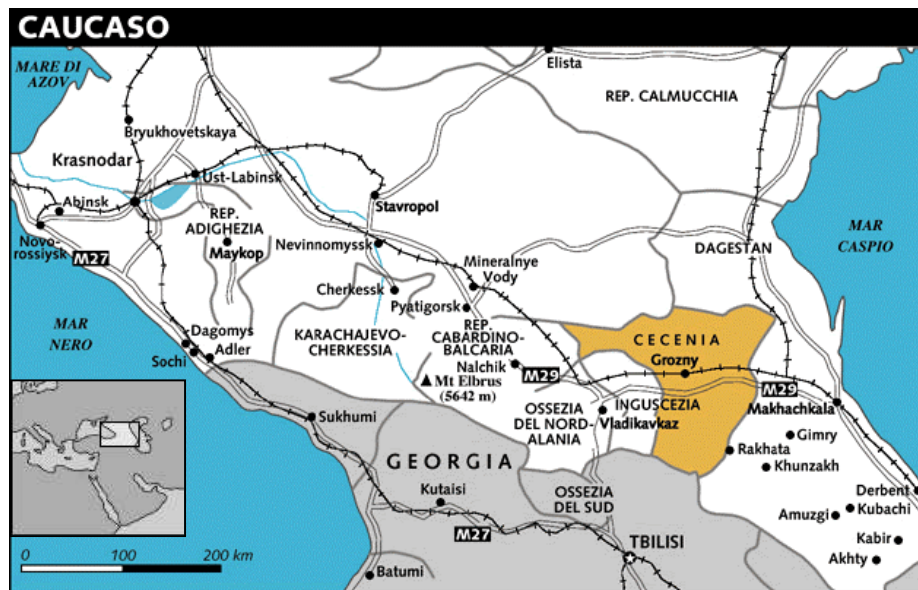 CAUCASO
MARE DI
AZOV
Elista
REP. CALMUCCHIA
Bryukhovetskaya
Krasnodar
Ust-Labinsk
Abinsk
Stavropol
REP.
ADIGHEZIA
Maykop
Novo-
rossiysk
M27
Nevinnomyssk
DAGESTAN
MAR
CASPIO
Mineralnye
Vody
Cherkessk
Pyatigorsk
MAR
NERO
Dagomys
Adler
Sochi
KARACHAJEVO-
CHERKESSIA
REP.
CABARDINO-
BALCARIA
Nalchik
M29
CECENIA
Grozny
M29
Mt Elbrus
(5642 m)
Makhachkala
OSSEZIA
DEL NORD-
ALANIA
INGUSCEZIA
Vladikavkaz
Sukhumi
Gimry
Rakhata
Khunzakh
GEORGIA
Kutaisi
OSSEZIA
DEL SUD
Derbent
Kubachi
Amuzgi
M27
TBILISI
Kabir
Akhty
Batumi
0 100 200 km